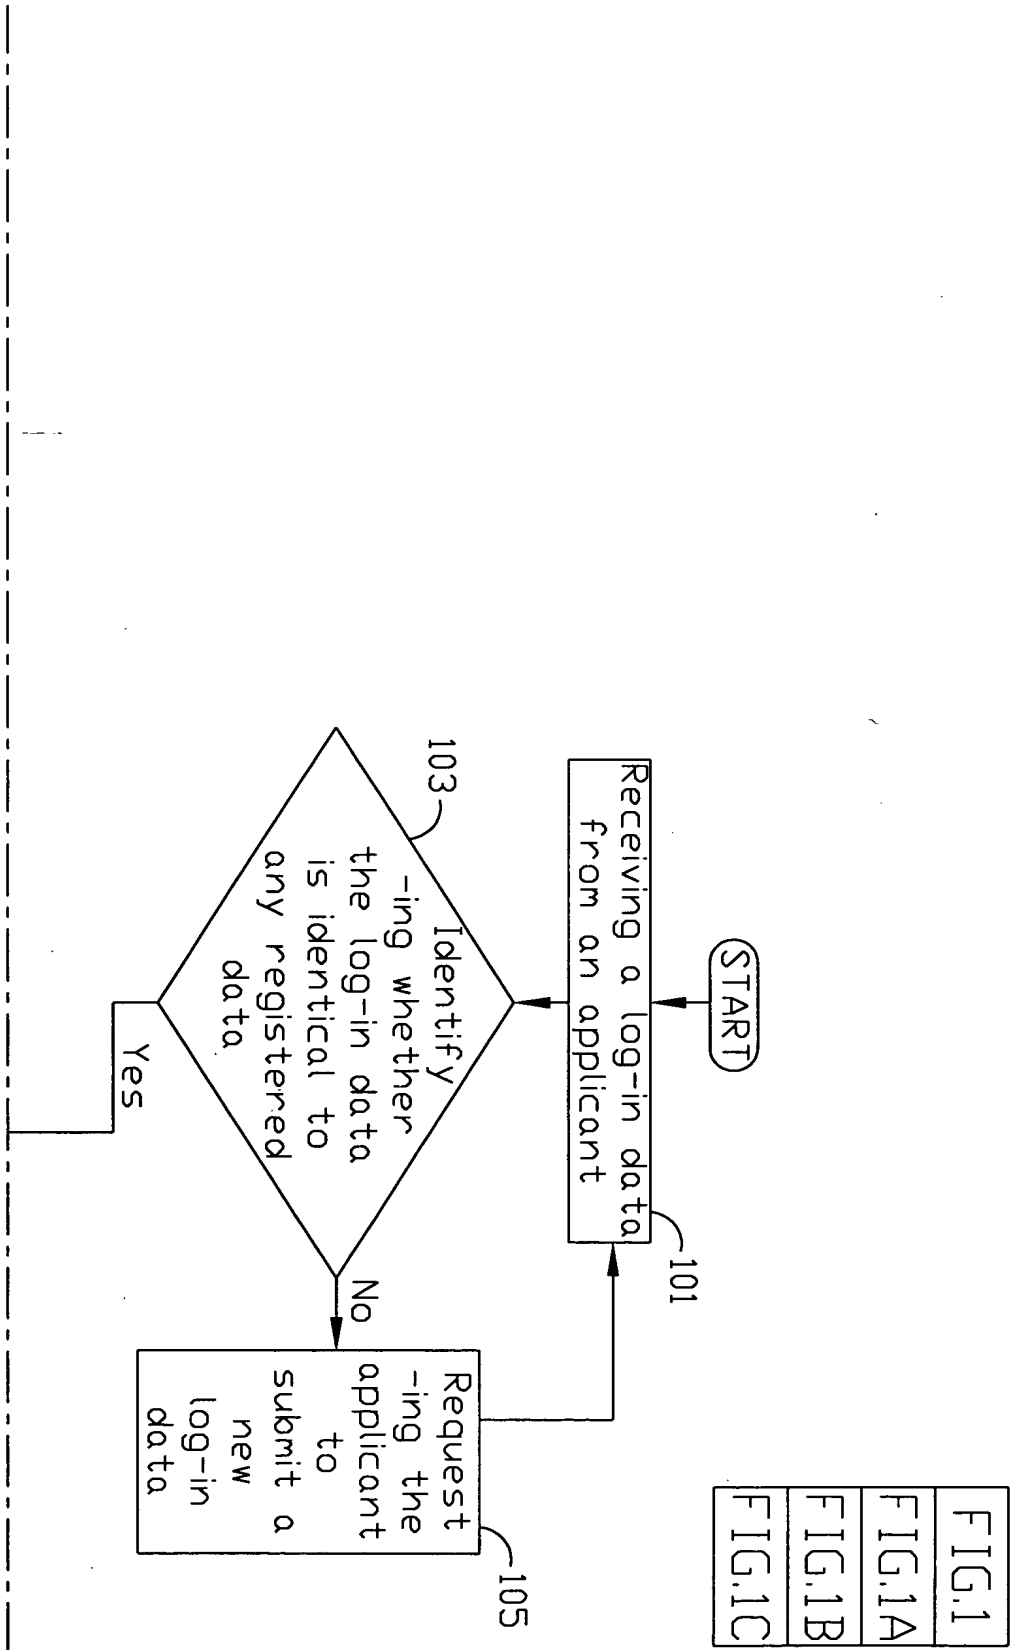 FIG.1
FIG.1A
FIG.1B
FIG.1C
START
Receiving a log-in data
from an applicant
101
Identify
-ing whether
the log-in data
is identical to
any registered
data
103
No
Yes
Request
-ing the
applicant
to
submit a
new
log-in
data
105